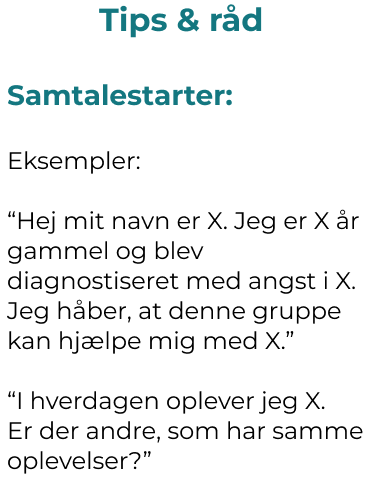 Tips & råd
Samtalestarter:
Eksempler:
“Hej mit navn er X. Jeg er X år
gammel og blev
diagnostiseret med angst i X.
Jeg håber, at denne gruppe
kan hjælpe mig med X.”
“I hverdagen oplever jeg X.
Er der andre, som har samme
oplevelser?”